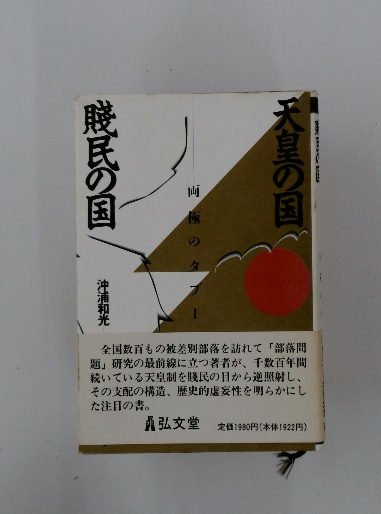 天皇の国
賤民の国
両極のタブー
沖浦和光
全国数百もの被差別部落を訪れて「部落問
題」研究の最前線に立つ著者が、千数百年間
続いている天皇制を賤民の目から逆照射し、
その支配の構造、歴史的虚妄性を明らかにし
た注目の書。
弘文堂
定価1980円(本体1922円)